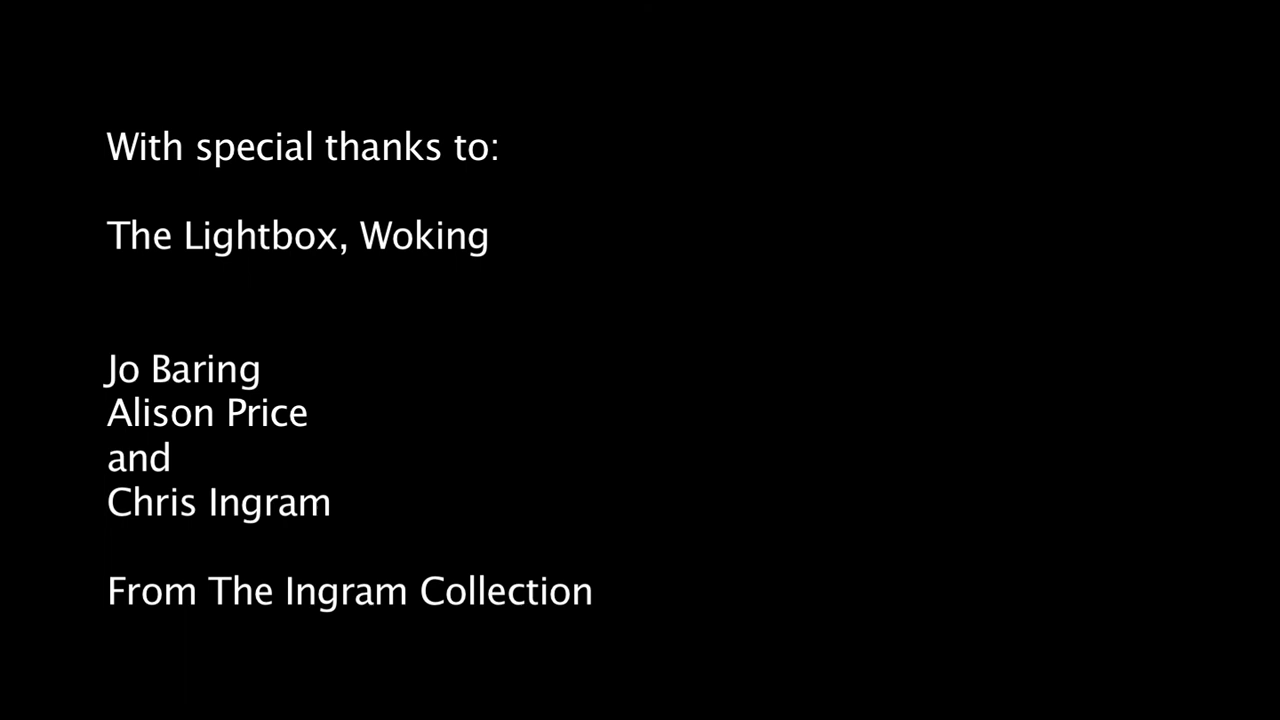 With special thanks to:
The Lightbox, Woking
Jo Baring
Alison Price
and
Chris Ingram
From The Ingram Collection